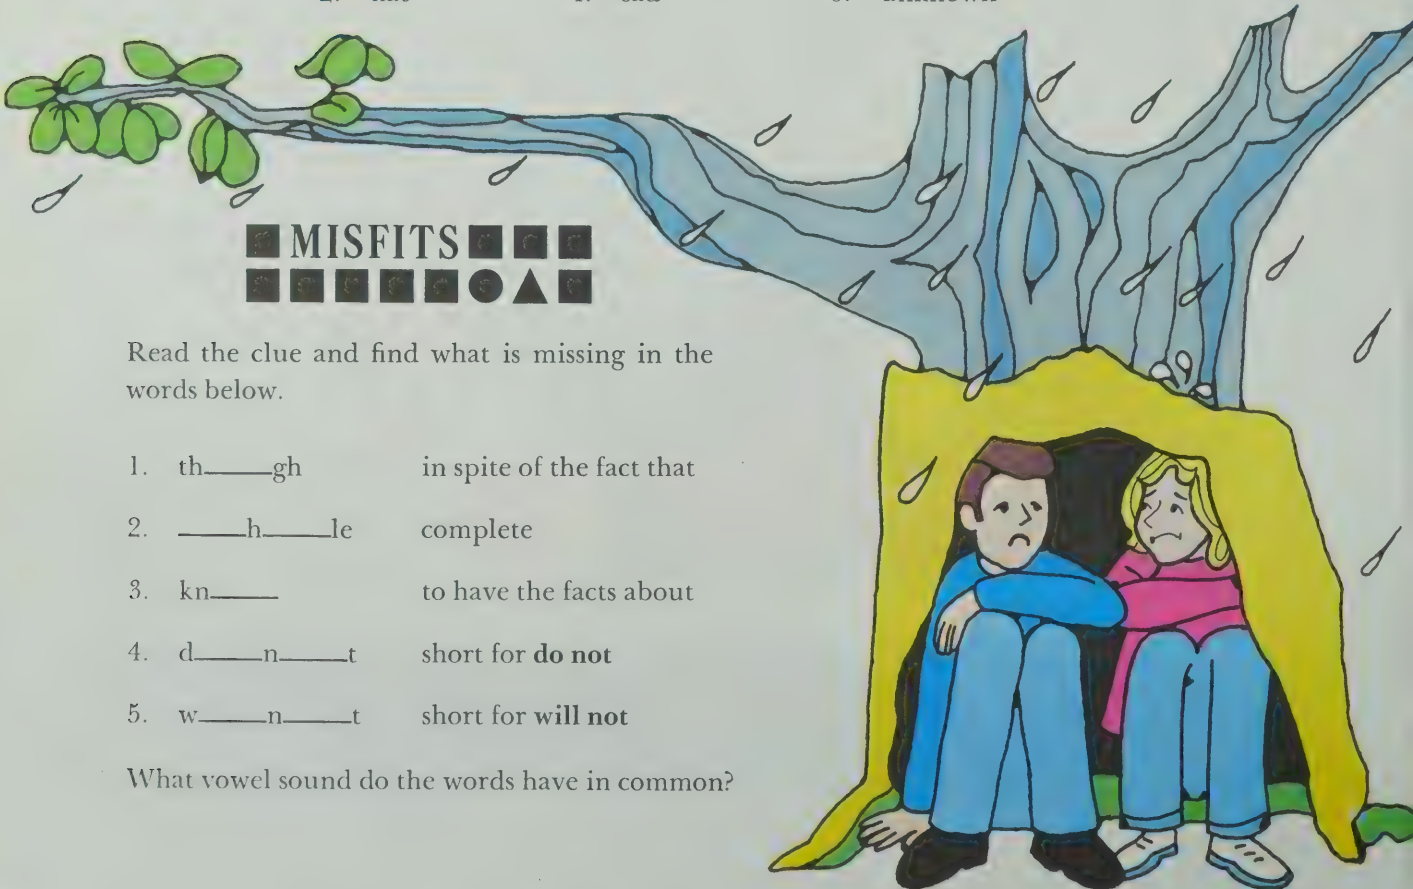 MISFITS
Read the clue and find what is missing in the
words below.
1. th____gh in spite of the fact that
2. ____h____le complete
3. kn____ to have the facts about
4. d____n____t short for do not
5. w____n____t short for will not
What vowel sound do the words have in common?